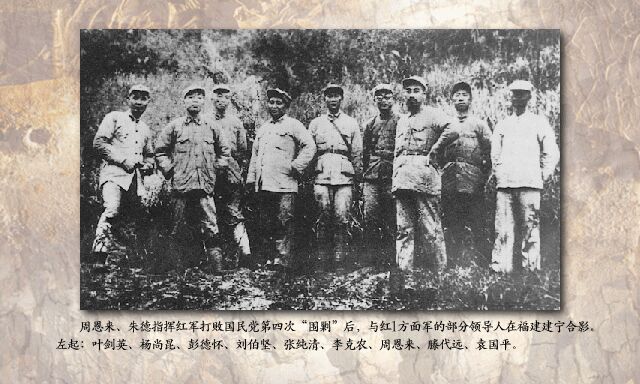 周恩来、朱德指挥红军打败国民党第四次“围剿”后，与红1方面军的部分领导人在福建建宁合影。
左起：叶剑英、杨尚昆、彭德怀、刘伯坚、张纯清、李克农、周恩来、滕代远、袁国平。